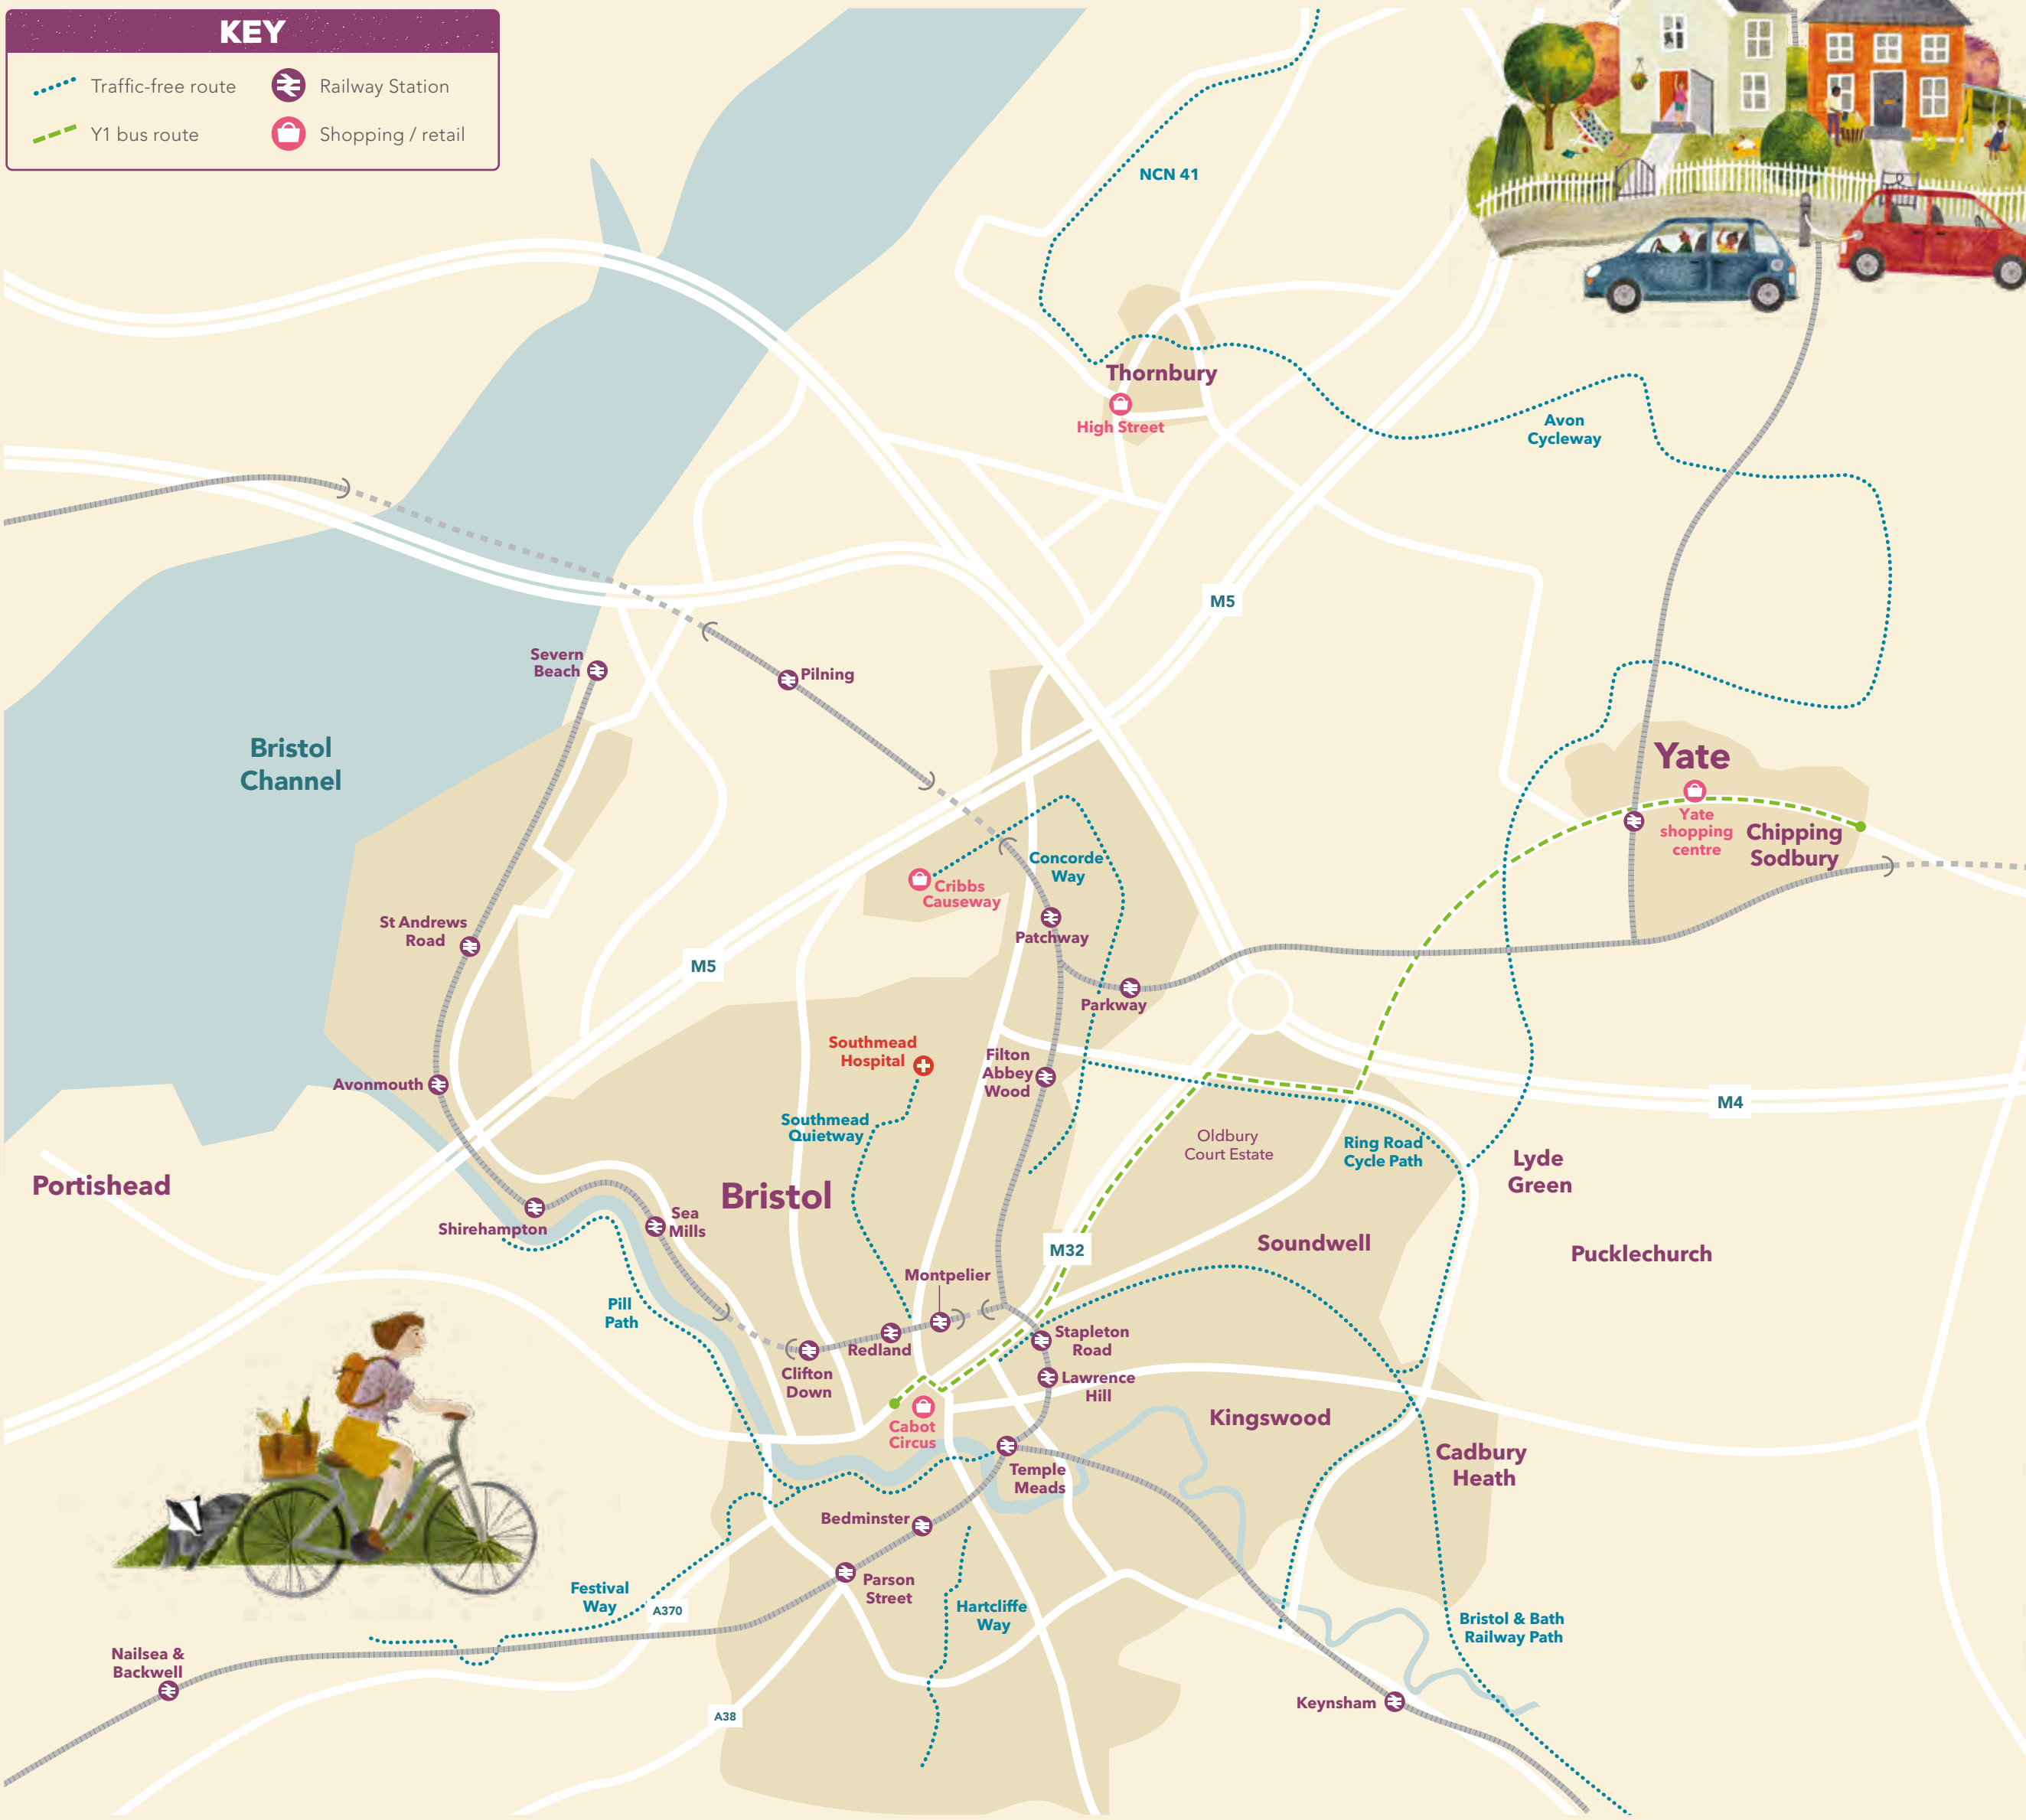 KEY
Traffic-free route
Railway Station
Y1 bus route
Shopping / retail
NCN 41
Thornbury
High Street
Avon
Cycleway
M5
Severn
Beach
Pilning
Bristol
Channel
Yate
Yate
shopping
centre
Chipping
Sodbury
Concorde
Way
Cribbs
Causeway
St Andrews
Road
Patchway
M5
Parkway
Southmead
Hospital
Filton
Abbey
Wood
Avonmouth
M4
Southmead
Quietway
Oldbury
Court Estate
Ring Road
Cycle Path
Lyde
Green
Portishead
Bristol
Shirehampton
Sea
Mills
M32
Soundwell
Pucklechurch
Montpelier
Pill
Path
Stapleton
Road
Redland
Clifton
Down
Lawrence
Hill
Cabot
Circus
Kingswood
Cadbury
Heath
Temple
Meads
Bedminster
Parson
Street
Festival
Way
A370
Hartcliffe
Way
Bristol & Bath
Railway Path
Nailsea &
Backwell
Keynsham
A38